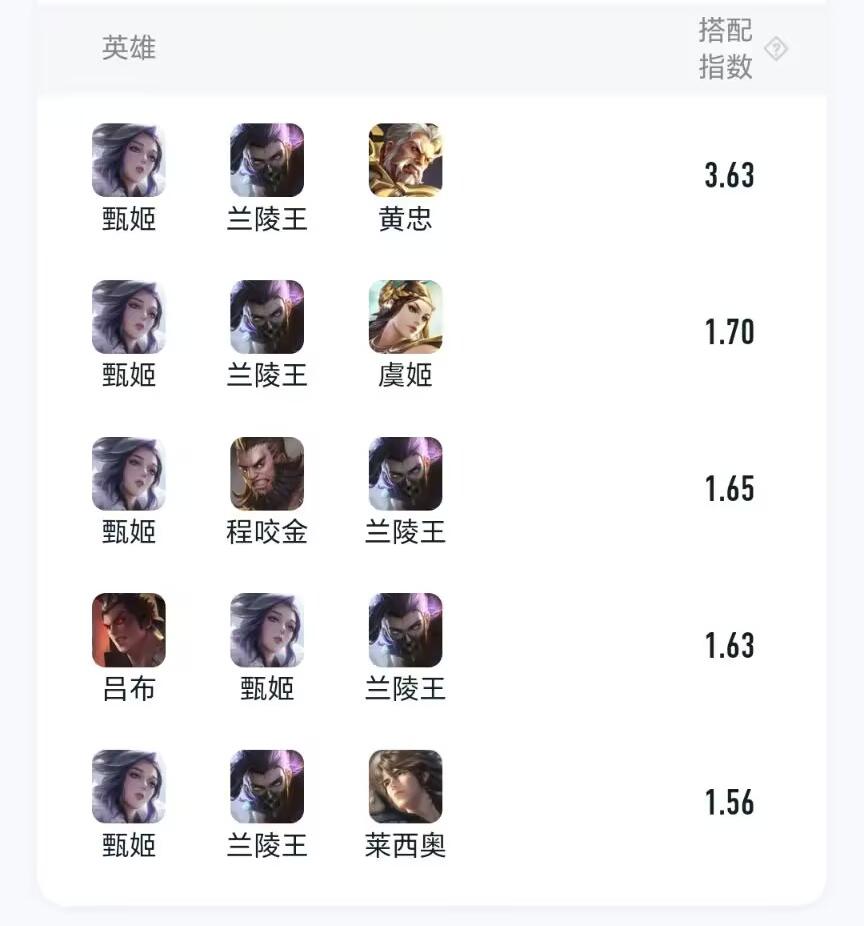 英雄
搭配
指数
?
甄姬 兰陵王 黄忠 3.63
甄姬 兰陵王 虞姬 1.70
甄姬 程咬金 兰陵王 1.65
吕布 甄姬 兰陵王 1.63
甄姬 兰陵王 莱西奥 1.56